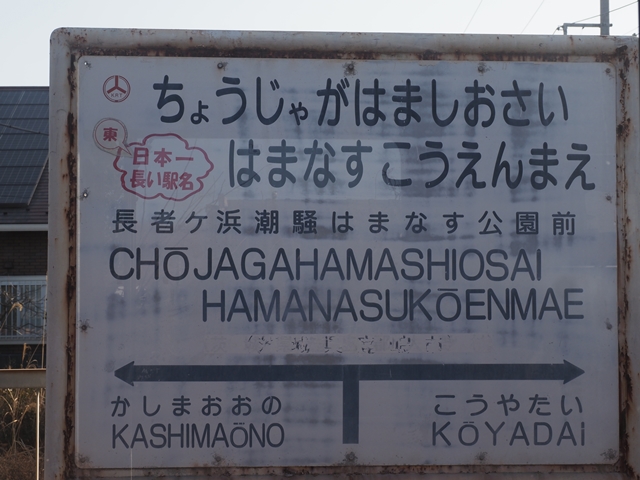 ちょうじゃがはましおさい
東
日本一
長い駅名
はまなすこうえんまえ
長者ケ浜潮騒はまなす公園前
CHŌJAGAHAMASHIOSAI
HAMANASUKŌENMAE
かしまおおの
こうやたい
KASHIMAŌNO
KŌYADAi